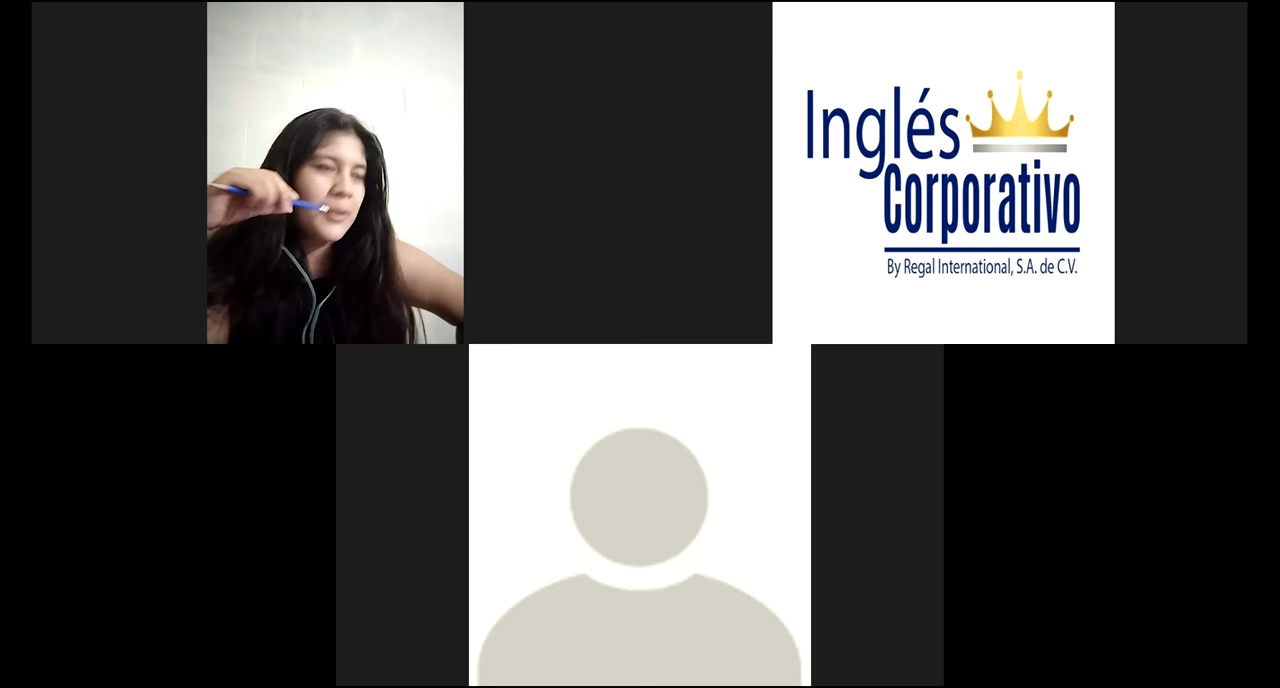 Inglés
Corporativo
By Regal International, S.A. de C.V.